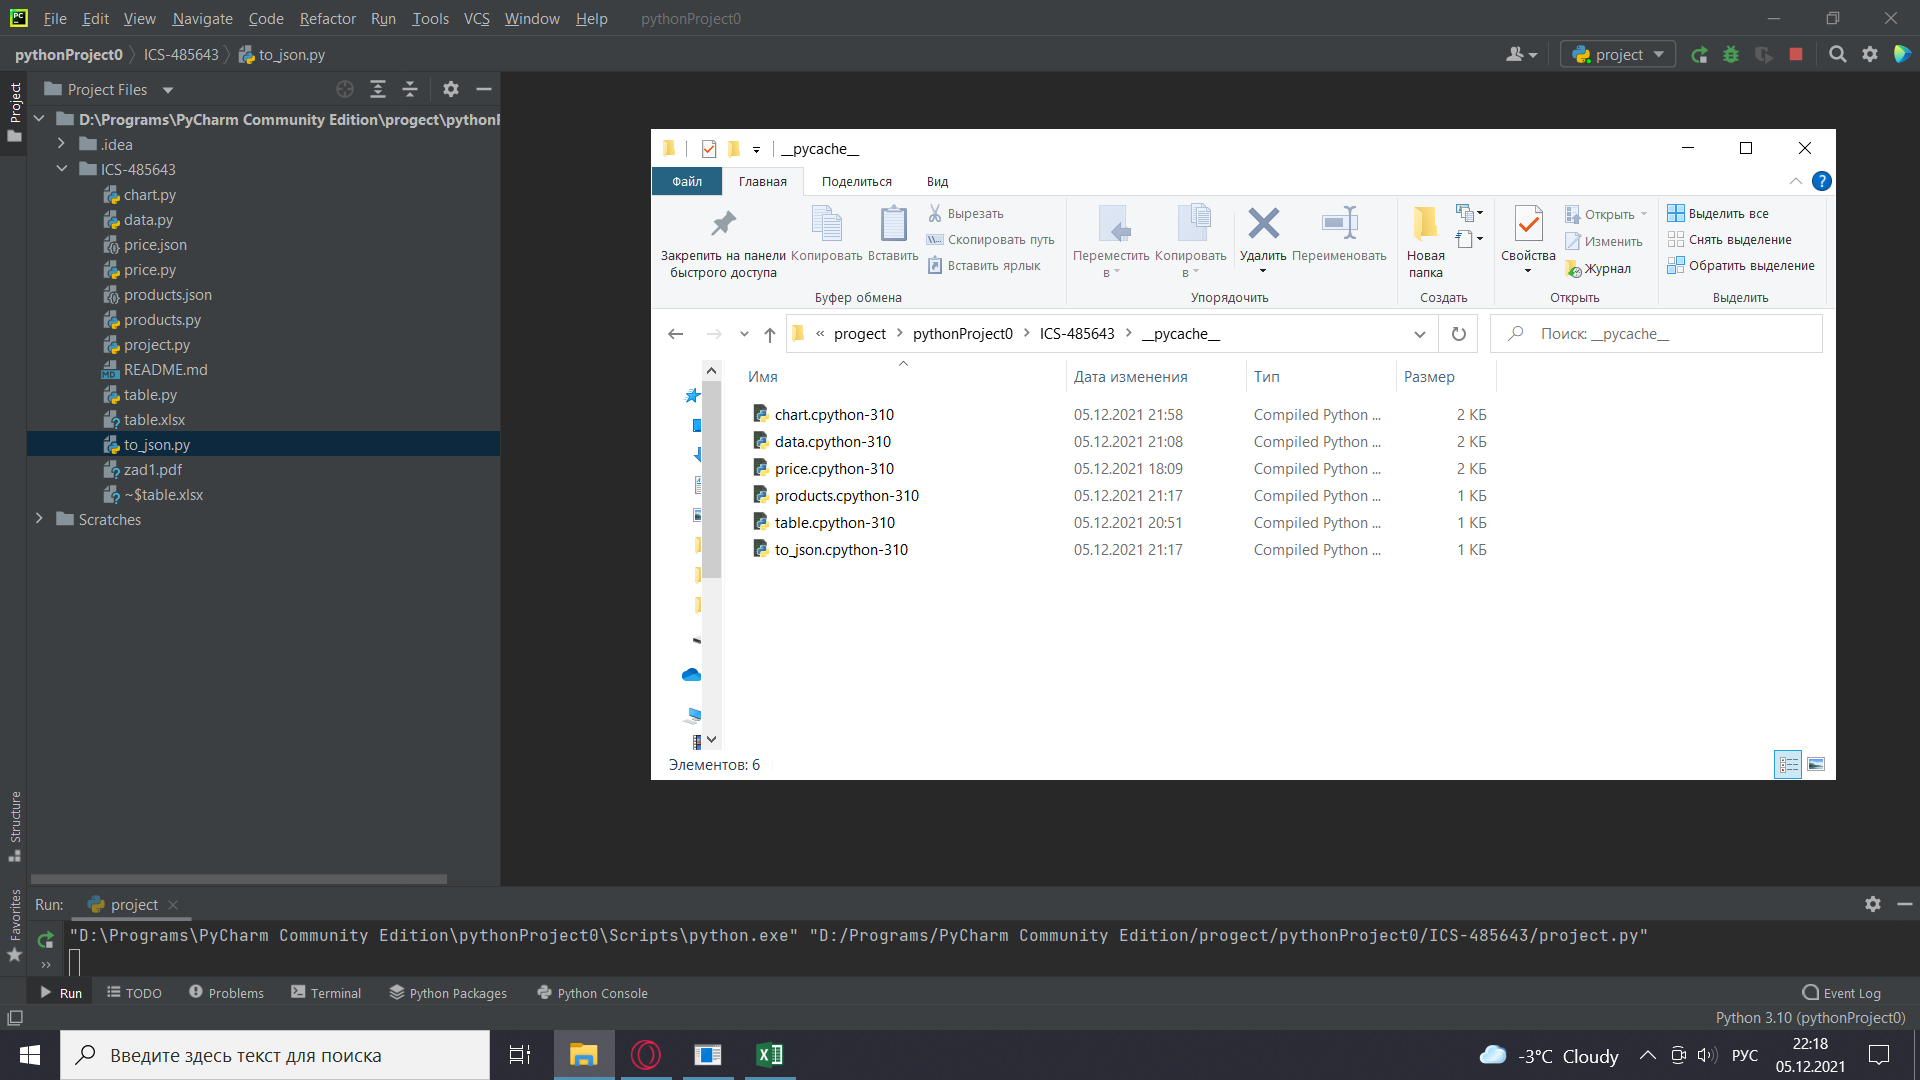 PC File Edit View Navigate Code Refactor Run Tools VCS Window Help pythonProject0
pythonProject0 ICS-485643 to_json.py project
Project
Project Files
D:\Programs\PyCharm Community Edition\progect\pythonP
.idea
ICS-485643
chart.py
data.py
price.json
price.py
products.json
products.py
project.py
README.md
table.py
table.xlsx
to_json.py
zad1.pdf
~$table.xlsx
Scratches
__pycache__
Файл Главная Поделиться Вид
Закрепить на панели быстрого доступа
Копировать
Вставить
Вырезать
Скопировать путь
Вставить ярлык
Буфер обмена
Переместить в
Копировать в
Удалить
Переименовать
Упорядочить
Новая папка
Создать
Свойства
Открыть
Изменить
Журнал
Открыть
Выделить все
Снять выделение
Обратить выделение
Выделить
« progect pythonProject0 ICS-485643 __pycache__
Поиск: __pycache__
Имя Дата изменения Тип Размер
chart.cpython-310 05.12.2021 21:58 Compiled Python ... 2 КБ
data.cpython-310 05.12.2021 21:08 Compiled Python ... 2 КБ
price.cpython-310 05.12.2021 18:09 Compiled Python ... 2 КБ
products.cpython-310 05.12.2021 21:17 Compiled Python ... 1 КБ
table.cpython-310 05.12.2021 20:51 Compiled Python ... 1 КБ
to_json.cpython-310 05.12.2021 21:17 Compiled Python ... 1 КБ
Элементов: 6
Structure
Favorites
Run: project
"D:\Programs\PyCharm Community Edition\pythonProject0\Scripts\python.exe" "D:/Programs/PyCharm Community Edition/progect/pythonProject0/ICS-485643/project.py"
Run TODO Problems Terminal Python Packages Python Console Event Log
Python 3.10 (pythonProject0)
Введите здесь текст для поиска
-3°C Cloudy РУС 22:18
05.12.2021